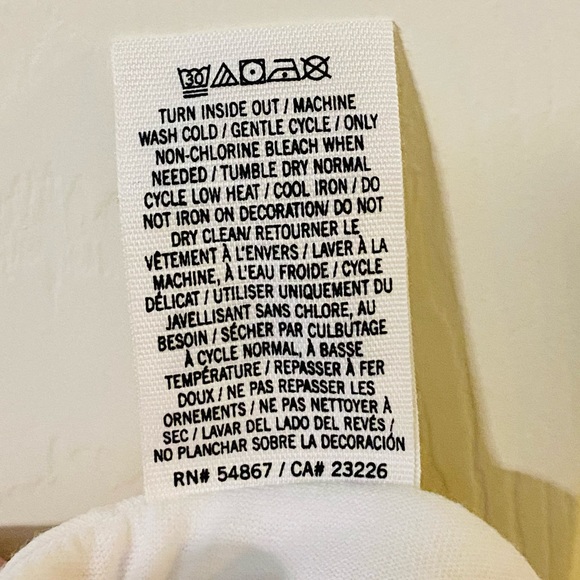 30
TURN INSIDE OUT / MACHINE
WASH COLD / GENTLE CYCLE / ONLY
NON-CHLORINE BLEACH WHEN
NEEDED / TUMBLE DRY NORMAL
CYCLE LOW HEAT / COOL IRON / DO
NOT IRON ON DECORATION/ DO NOT
DRY CLEAN/ RETOURNER LE
VÊTEMENT À L'ENVERS / LAVER À LA
MACHINE, À L'EAU FROIDE / CYCLE
DÉLICAT / UTILISER UNIQUEMENT DU
JAVELLISANT SANS CHLORE, AU
BESOIN / SÉCHER PAR CULBUTAGE
À CYCLE NORMAL, À BASSE
TEMPÉRATURE / REPASSER À FER
DOUX / NE PAS REPASSER LES
ORNEMENTS / NE PAS NETTOYER À
SEC / LAVAR DEL LADO DEL REVÉS /
NO PLANCHAR SOBRE LA DECORACIÓN
RN# 54867 / CA# 23226